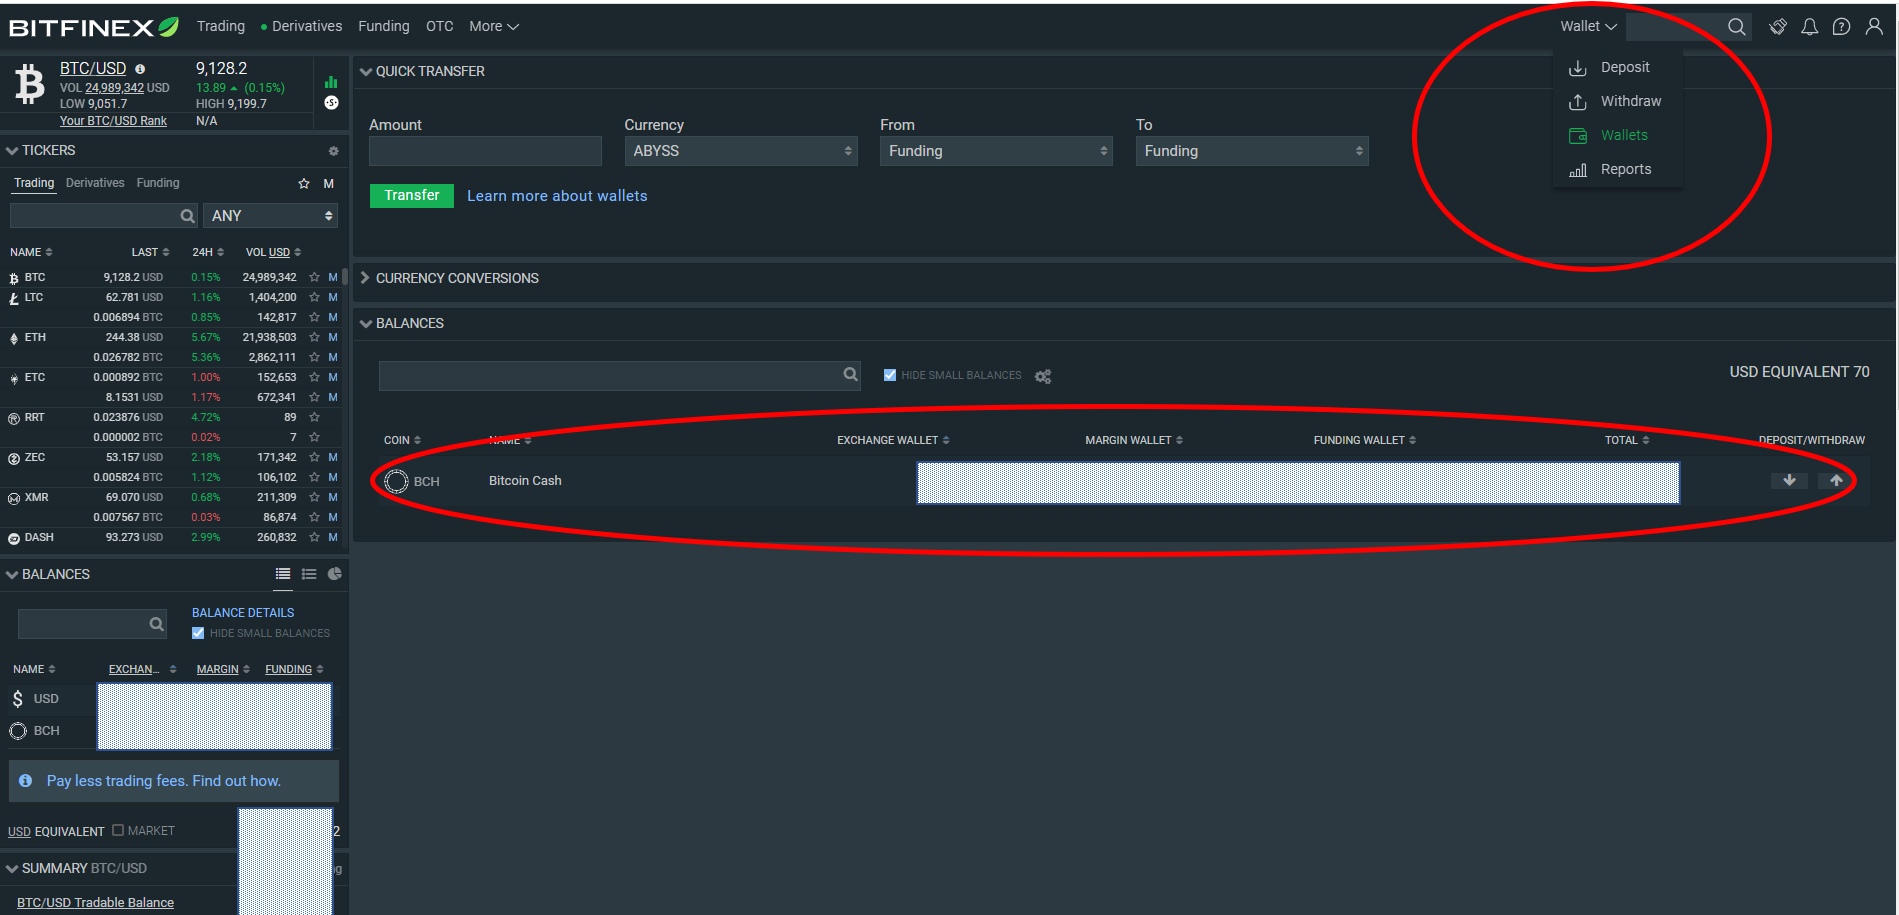 BITFINEX Trading Derivatives Funding OTC More Wallet
Deposit
Withdraw
Wallets
Reports
BTC/USD 9,128.2
VOL 24,989,342 USD 13.89 (0.15%)
LOW 9,051.7 HIGH 9,199.7
Your BTC/USD Rank N/A
TICKERS
Trading Derivatives Funding M
ANY
NAME LAST 24H VOL USD
BTC 9,128.2 USD 0.15% 24,989,342 M
LTC 62.781 USD 1.16% 1,404,200 M
0.006894 BTC 0.85% 142,817 M
ETH 244.38 USD 5.67% 21,938,503 M
0.026782 BTC 5.36% 2,862,111 M
ETC 0.000892 BTC 1.00% 152,653 M
8.1531 USD 1.17% 672,341 M
RRT 0.023876 USD 4.72% 89
0.000002 BTC 0.02% 7
ZEC 53.157 USD 2.18% 171,342 M
0.005824 BTC 1.12% 106,102 M
XMR 69.070 USD 0.68% 211,309 M
0.007567 BTC 0.03% 86,874 M
DASH 93.273 USD 2.99% 260,832 M
BALANCES
BALANCE DETAILS
HIDE SMALL BALANCES
NAME EXCHAN... MARGIN FUNDING
USD
BCH
Pay less trading fees. Find out how.
USD EQUIVALENT MARKET 2
SUMMARY BTC/USD
BTC/USD Tradable Balance
QUICK TRANSFER
Amount Currency From To
ABYSS Funding Funding
Transfer Learn more about wallets
CURRENCY CONVERSIONS
BALANCES
HIDE SMALL BALANCES USD EQUIVALENT 70
COIN NAME EXCHANGE WALLET MARGIN WALLET FUNDING WALLET TOTAL DEPOSIT/WITHDRAW
BCH Bitcoin Cash